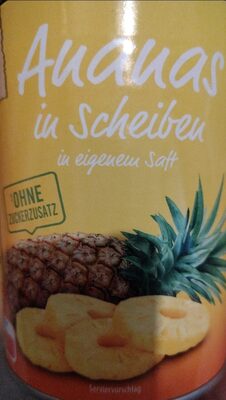 Ananas
in Scheiben
in eigenem Saft
OHNE
ZUCKERZUSATZ
Serviervorschlag